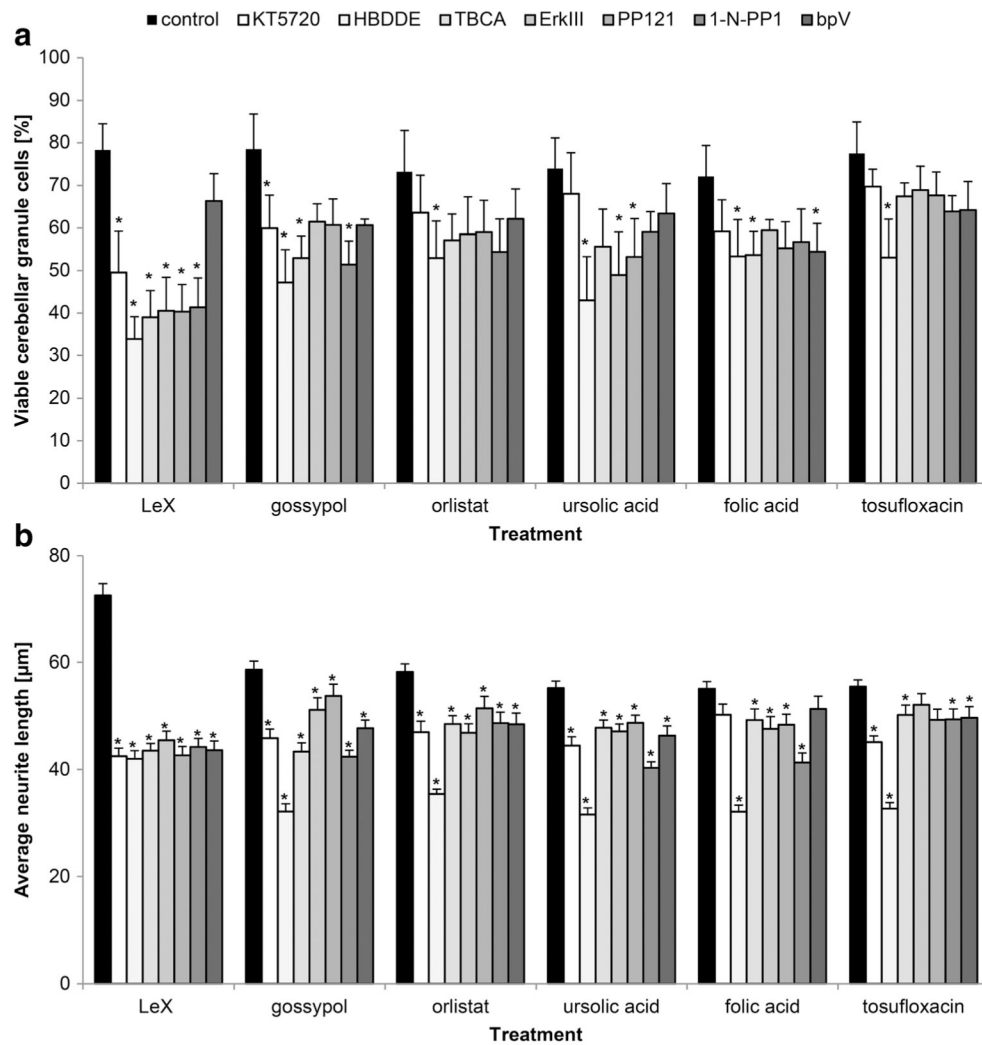 control KT5720 HBDDE TBCA ErkIII PP121 1-N-PP1 bpV
a
Viable cerebellar granule cells [%]
100
90
80
70
60
50
40
30
20
10
0
* * * * * * * * * * * * * * * * * * *
LeX gossypol orlistat ursolic acid folic acid tosufloxacin
Treatment
b
Average neurite length [µm]
80
60
40
20
0
* * * * * * * * * * * * * * * * * * * * * * * * * * * * * * * * * * * * *
LeX gossypol orlistat ursolic acid folic acid tosufloxacin
Treatment